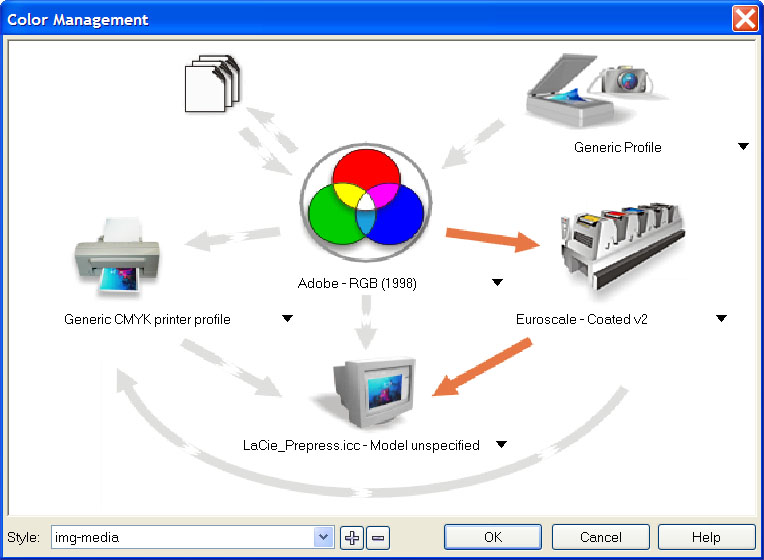 Color Management
Generic Profile
Adobe - RGB (1998)
Generic CMYK printer profile
Euroscale - Coated v2
LaCie_Prepress.icc - Model unspecified
Style: img-media OK Cancel Help